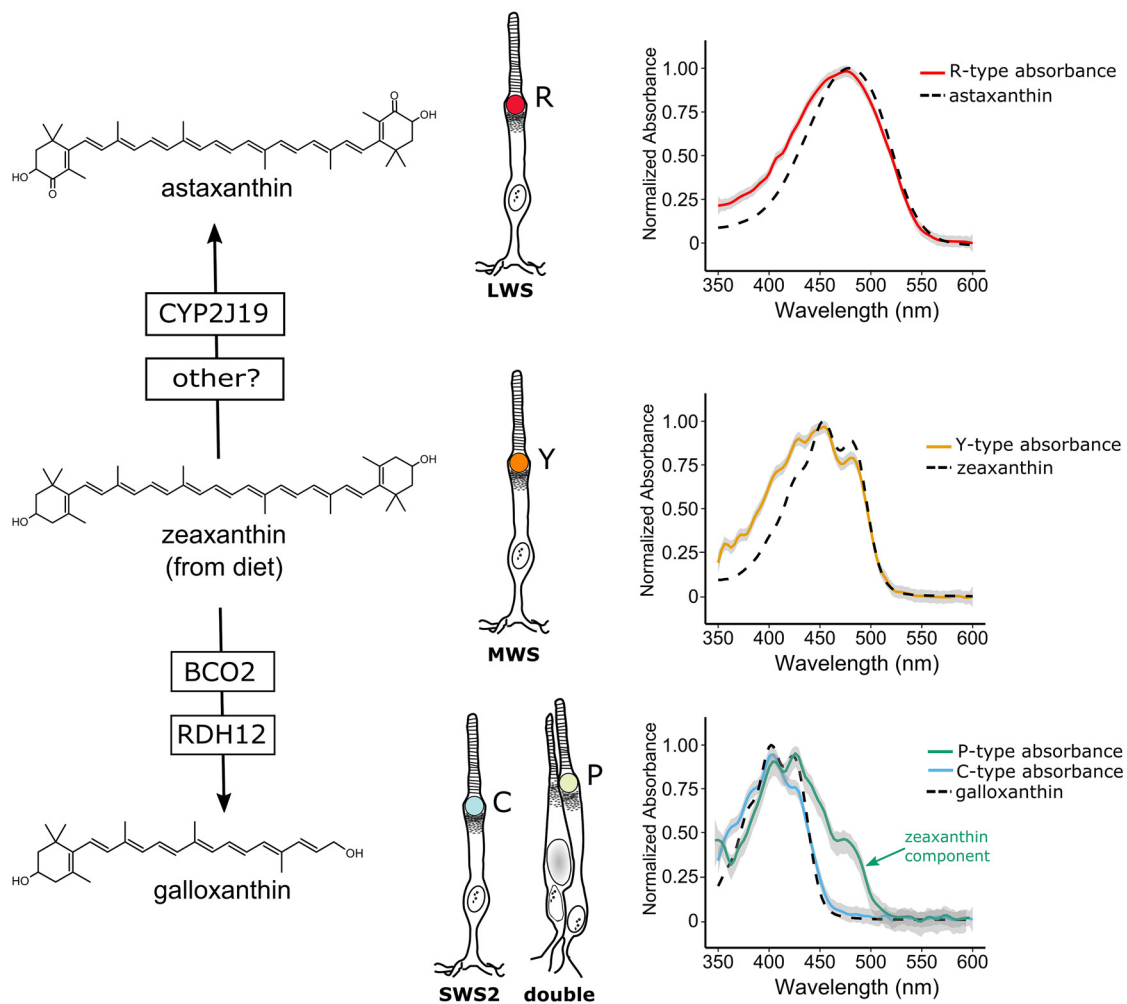 O
OH
HO
O
astaxanthin
CYP2J19
other?
OH
HO
zeaxanthin
(from diet)
BCO2
RDH12
HO
OH
galloxanthin
R
LWS
Y
MWS
C
P
SWS2
double
Normalized Absorbance
1.00
0.75
0.50
0.25
0
350 400 450 500 550 600
Wavelength (nm)
R-type absorbance
astaxanthin
Normalized Absorbance
1.00
0.75
0.50
0.25
0
350 400 450 500 550 600
Wavelength (nm)
Y-type absorbance
zeaxanthin
Normalized Absorbance
1.00
0.75
0.50
0.25
0
350 400 450 500 550 600
Wavelength (nm)
P-type absorbance
C-type absorbance
galloxanthin
zeaxanthin
component